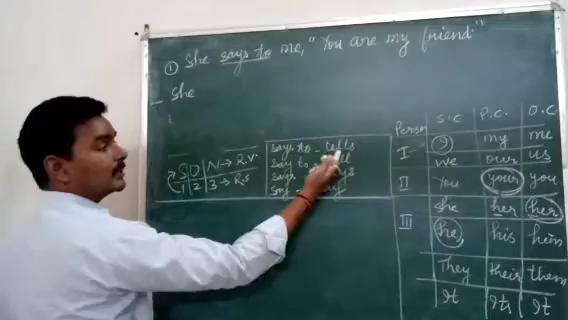 ① She says to me, "You are my friend."
She
S O N → R.V.
1 2 3 → R.S
says to - tells
say to -
says
say
Person S.C P.C. O.C.
I I my me
we our us
II You your
III she her her
he his him
They their them
It Its It